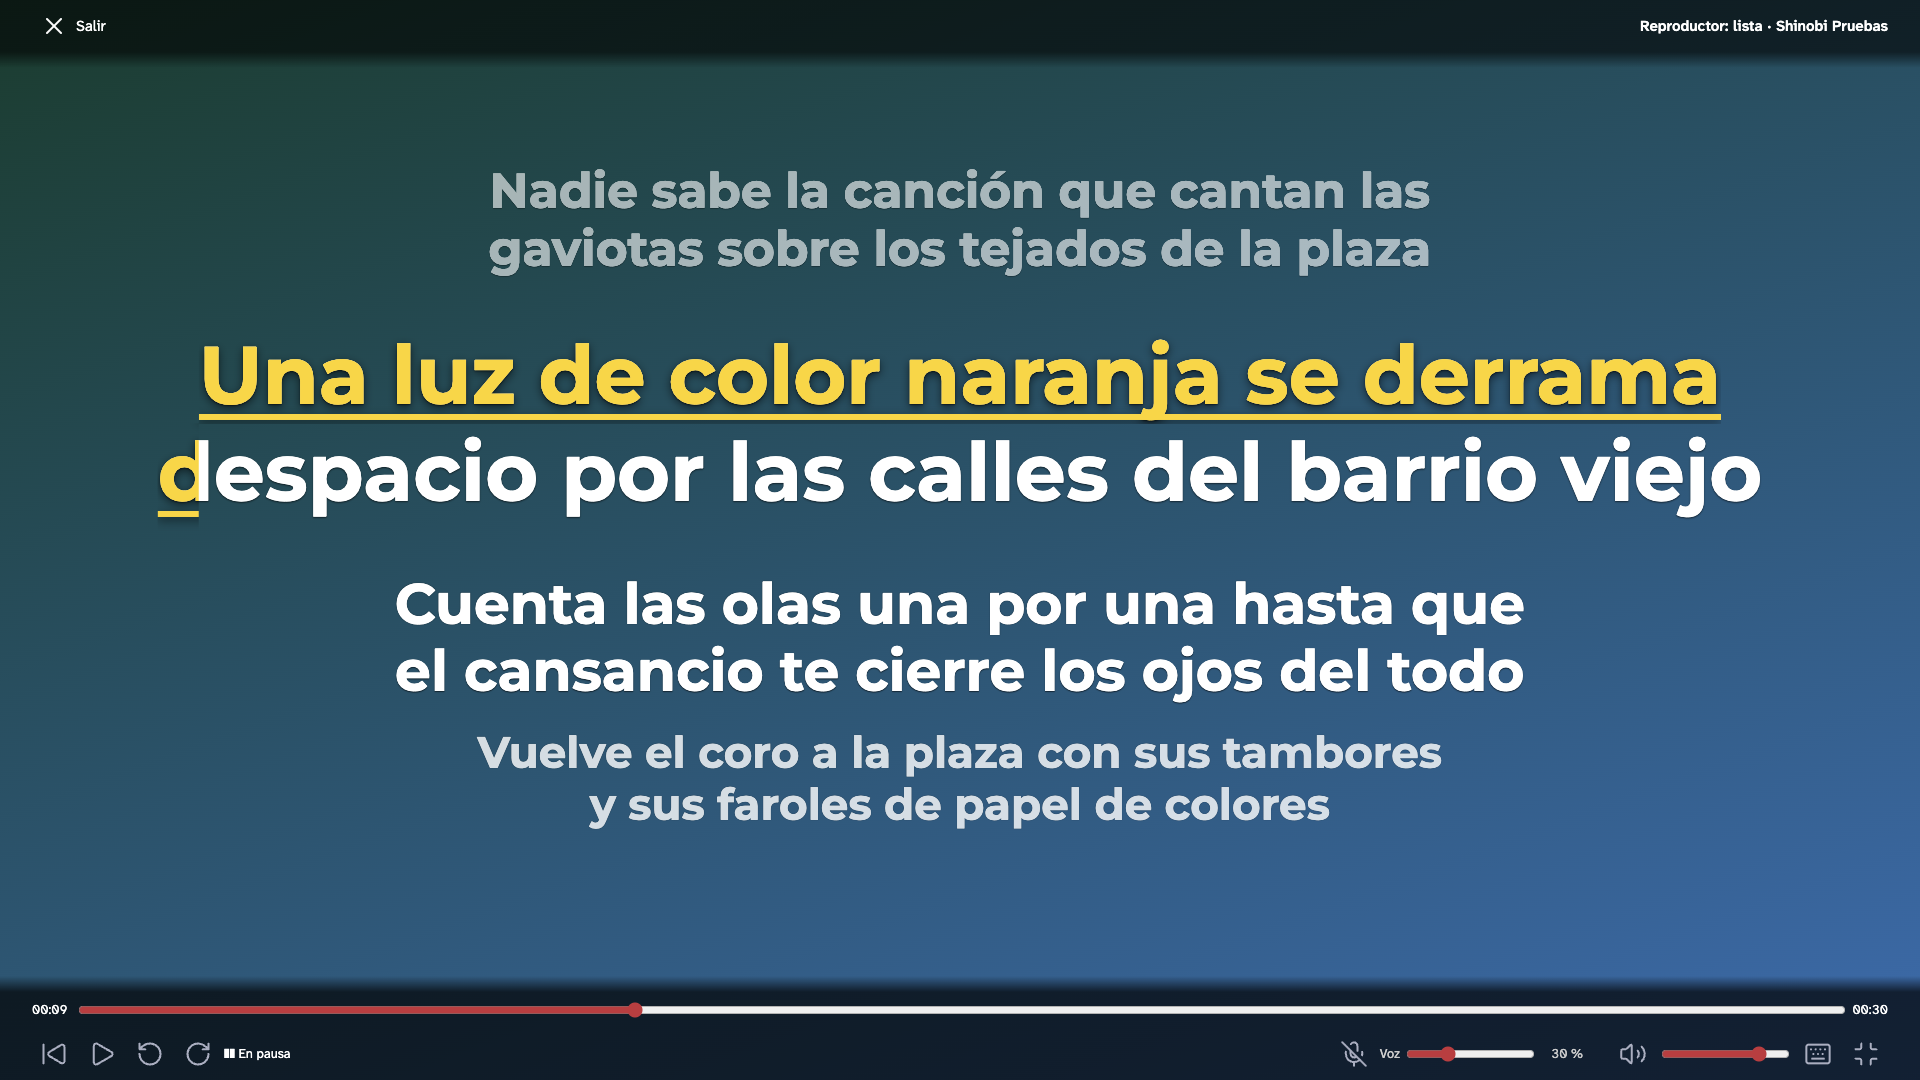 Salir
Reproductor: lista · Shinobi Pruebas
Nadie sabe la canción que cantan las
gaviotas sobre los tejados de la plaza
Una luz de color naranja se derrama
despacio por las calles del barrio viejo
Cuenta las olas una por una hasta que
el cansancio te cierre los ojos del todo
Vuelve el coro a la plaza con sus tambores
y sus faroles de papel de colores
00:09
00:30
En pausa
Voz
30 %